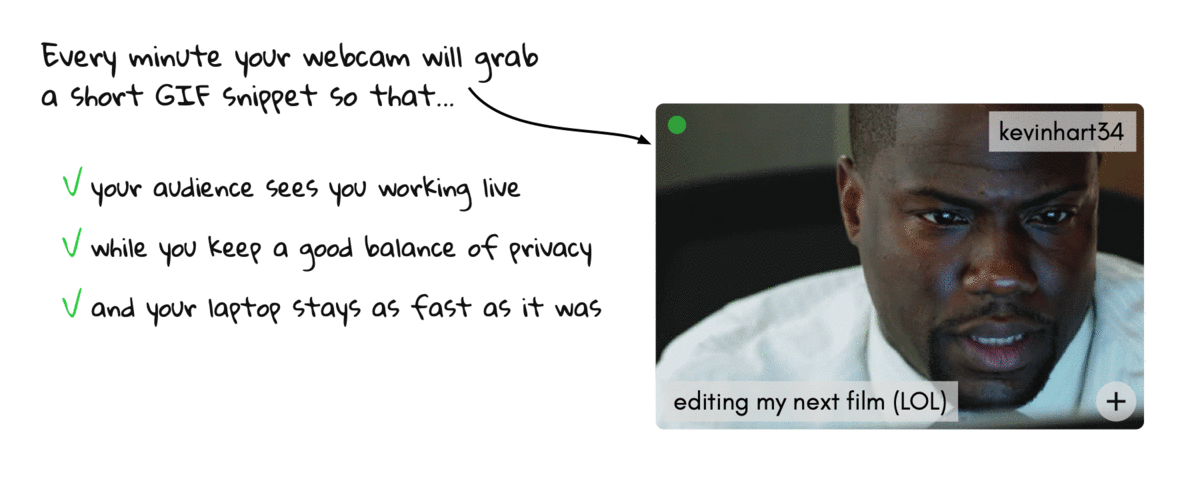 Every minute your webcam will grab
a short GIF snippet so that...
your audience sees you working live
while you keep a good balance of privacy
and your laptop stays as fast as it was
kevinhart34
editing my next film (LOL)
+